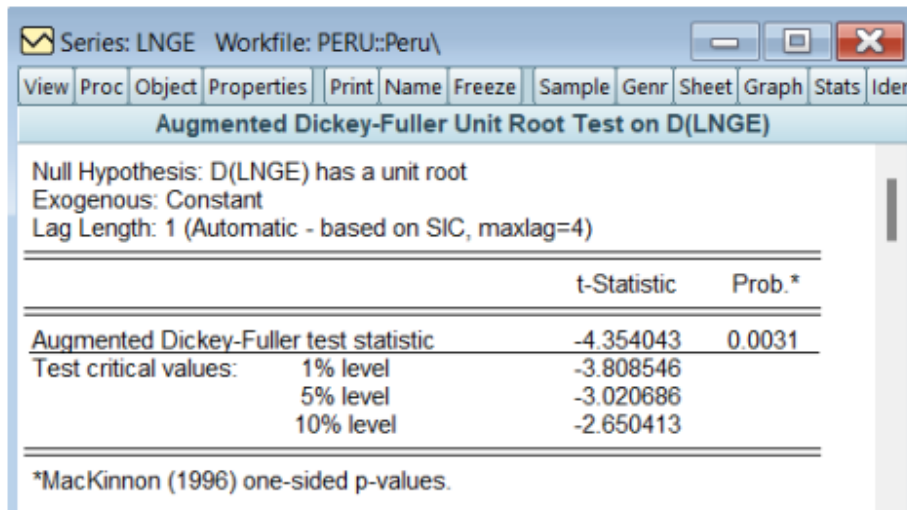 Series: LNGE Workfile: PERU::Peru\
View Proc Object Properties Print Name Freeze Sample Genr Sheet Graph Stats Iden
Augmented Dickey-Fuller Unit Root Test on D(LNGE)
Null Hypothesis: D(LNGE) has a unit root
Exogenous: Constant
Lag Length: 1 (Automatic - based on SIC, maxlag=4)
t-Statistic Prob.*
Augmented Dickey-Fuller test statistic -4.354043 0.0031
Test critical values: 1% level -3.808546
5% level -3.020686
10% level -2.650413
*MacKinnon (1996) one-sided p-values.